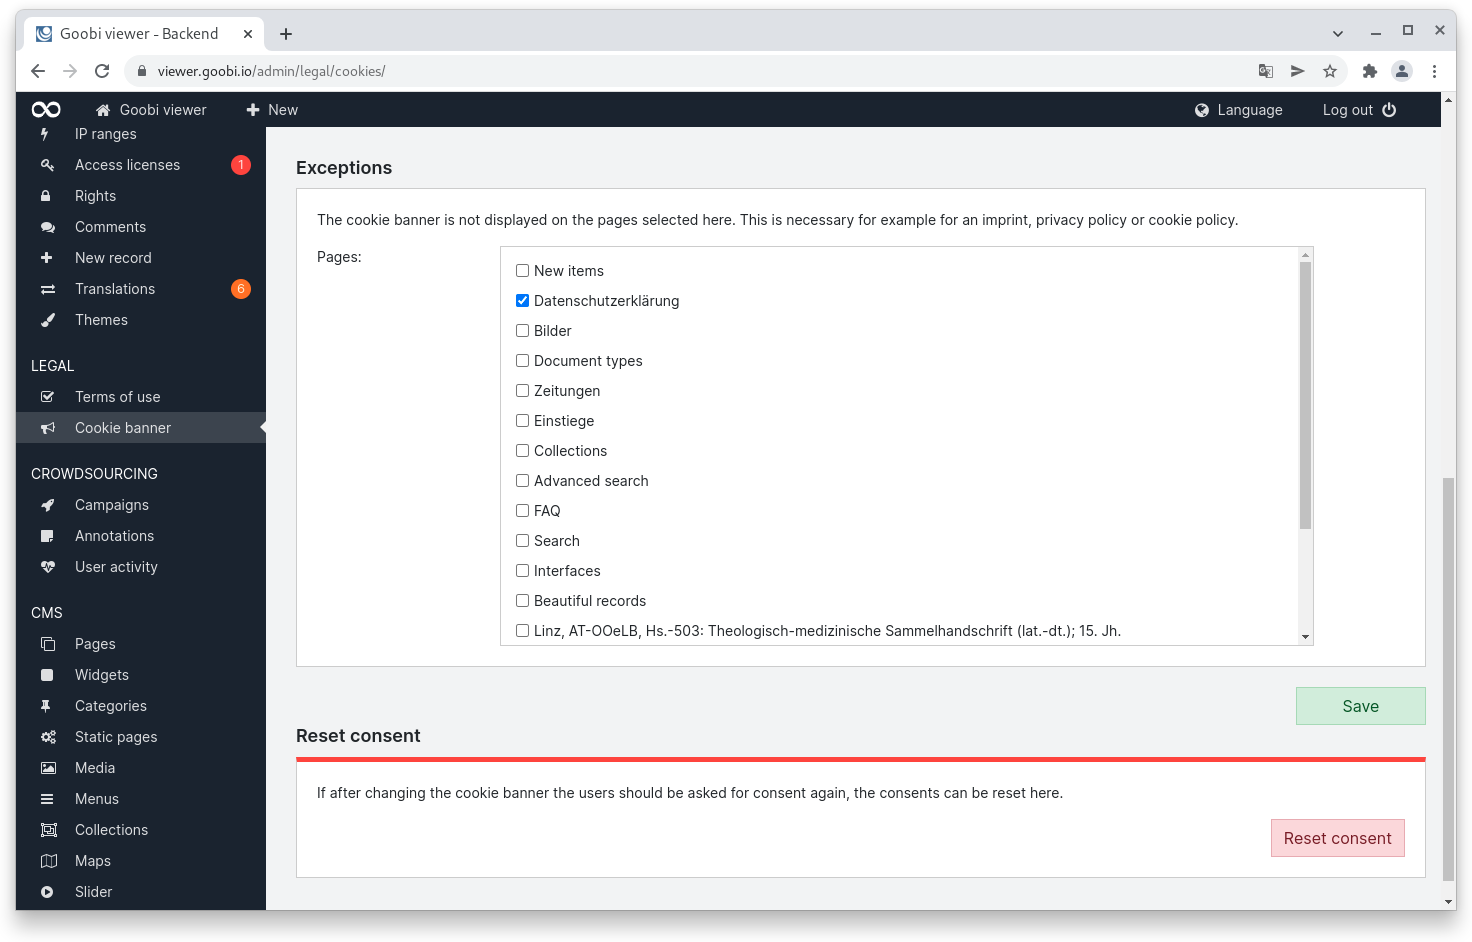 Goobi viewer - Backend
viewer.goobi.io/admin/legal/cookies/
Goobi viewer
New
Language
Log out
IP ranges
Access licenses 1
Rights
Comments
New record
Translations 6
Themes
LEGAL
Terms of use
Cookie banner
CROWDSOURCING
Campaigns
Annotations
User activity
CMS
Pages
Widgets
Categories
Static pages
Media
Menus
Collections
Maps
Slider
Exceptions
The cookie banner is not displayed on the pages selected here. This is necessary for example for an imprint, privacy policy or cookie policy.
Pages:
New items
Datenschutzerklärung
Bilder
Document types
Zeitungen
Einstiege
Collections
Advanced search
FAQ
Search
Interfaces
Beautiful records
Linz, AT-OOeLB, Hs.-503: Theologisch-medizinische Sammelhandschrift (lat.-dt.); 15. Jh.
Save
Reset consent
If after changing the cookie banner the users should be asked for consent again, the consents can be reset here.
Reset consent